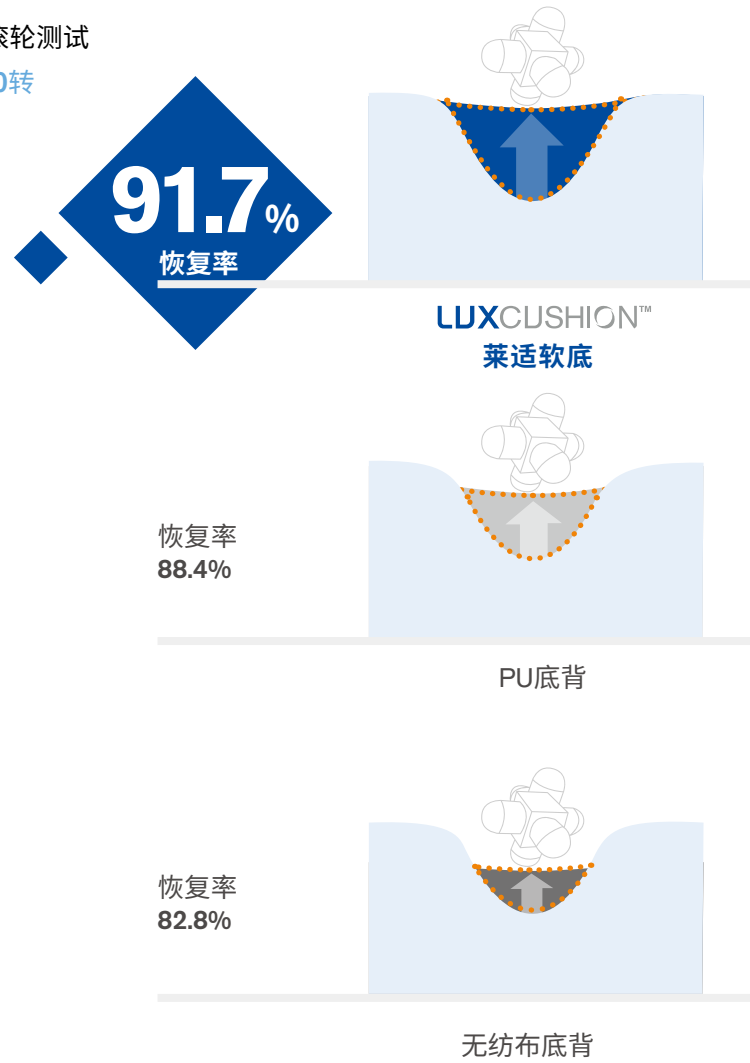 滚轮测试
0转
91.7%
恢复率
LUXCUSHION™
莱适软底
恢复率
88.4%
PU底背
恢复率
82.8%
无纺布底背